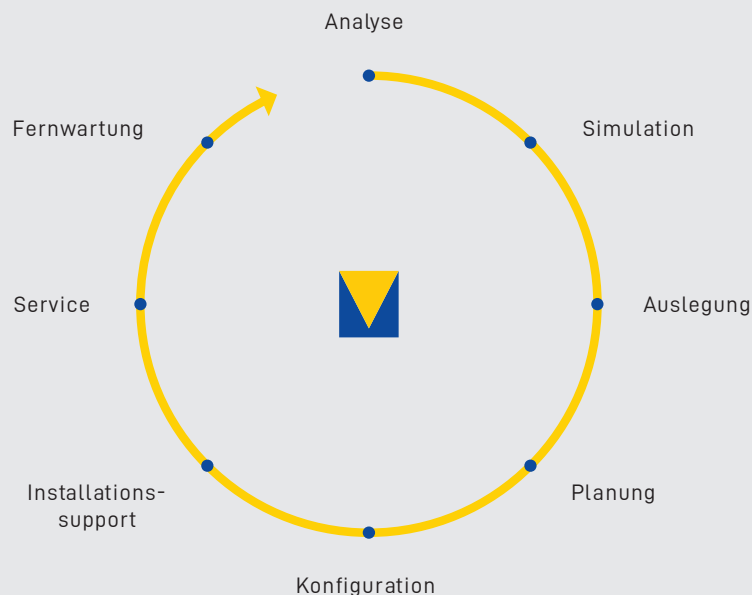 Analyse
Simulation
Auslegung
Planung
Konfiguration
Installations-
support
Service
Fernwartung